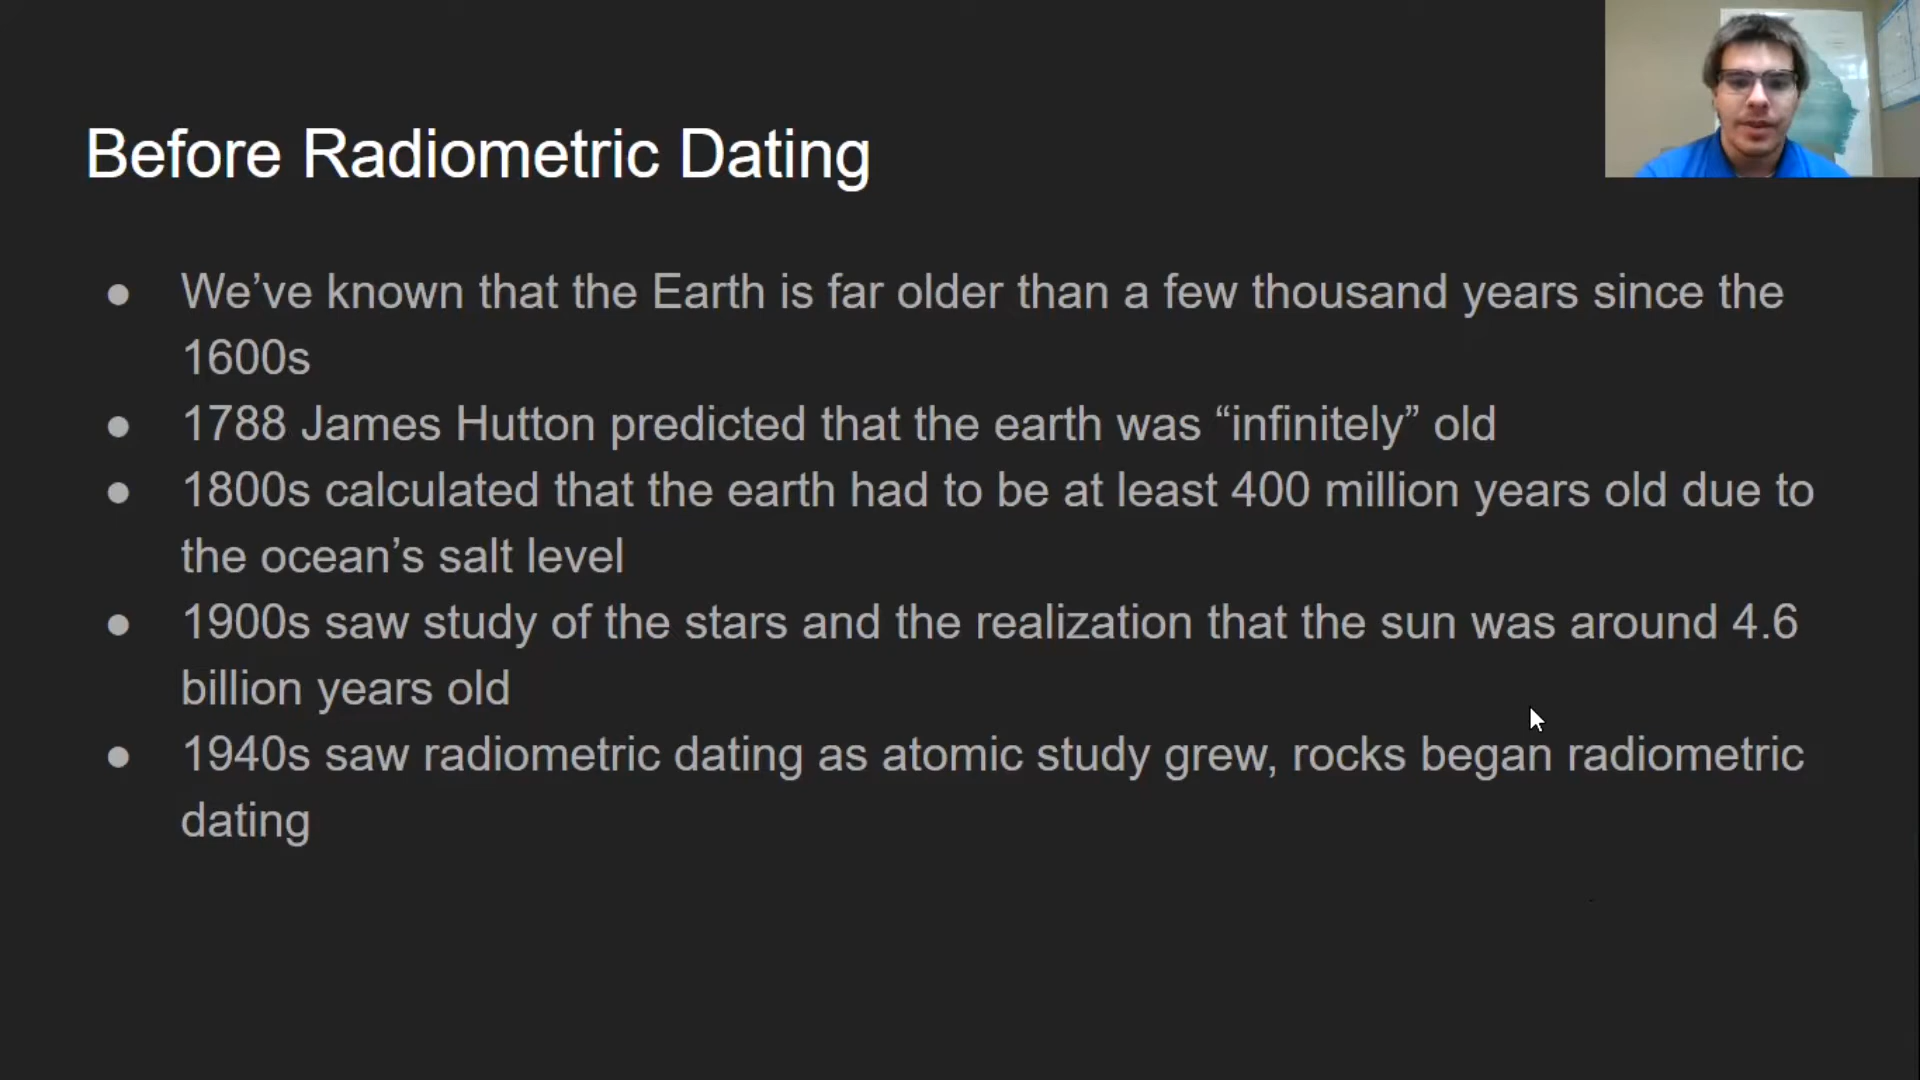 Before Radiometric Dating
● We’ve known that the Earth is far older than a few thousand years since the
1600s
● 1788 James Hutton predicted that the earth was “infinitely” old
● 1800s calculated that the earth had to be at least 400 million years old due to
the ocean’s salt level
● 1900s saw study of the stars and the realization that the sun was around 4.6
billion years old
● 1940s saw radiometric dating as atomic study grew, rocks began radiometric
dating